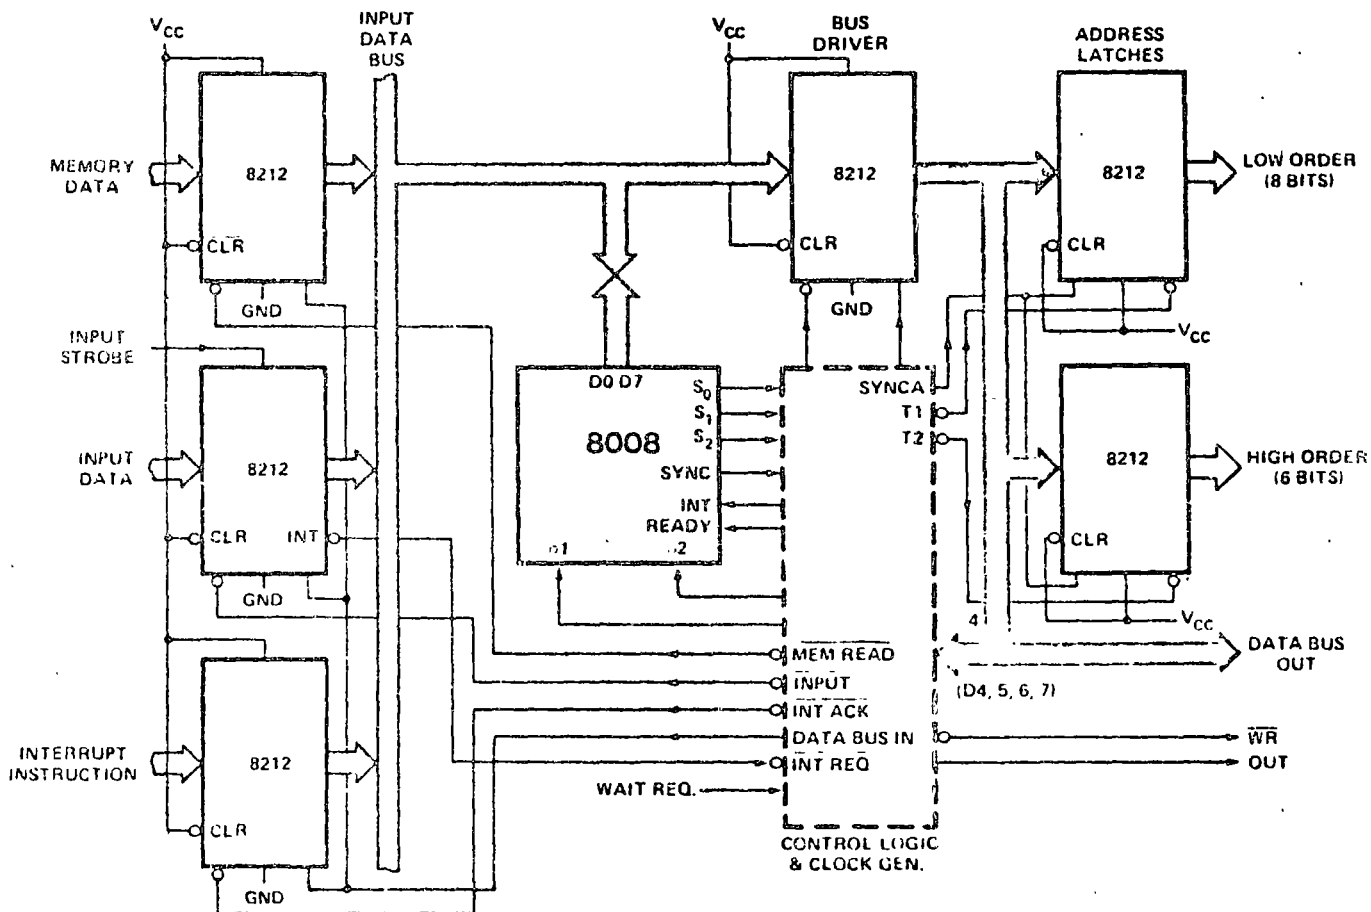 V_CC
INPUT
DATA
BUS
V_CC
BUS
DRIVER
ADDRESS
LATCHES
MEMORY
DATA
8212
CLR
GND
8212
CLR
GND
8212
CLR
V_CC
LOW ORDER
(8 BITS)
INPUT
STROBE
INPUT
DATA
8212
CLR
INT
GND
D0 D7
8008
S0
S1
S2
SYNC
INT
READY
SYNCA
T1
T2
8212
CLR
V_CC
HIGH ORDER
(6 BITS)
4
DATA BUS
OUT
(D4, 5, 6, 7)
MEM READ
INPUT
INT ACK
DATA BUS IN
INT REQ
WAIT REQ.
WR
OUT
INTERRUPT
INSTRUCTION
8212
CLR
GND
CONTROL LOGIC
& CLOCK GEN.